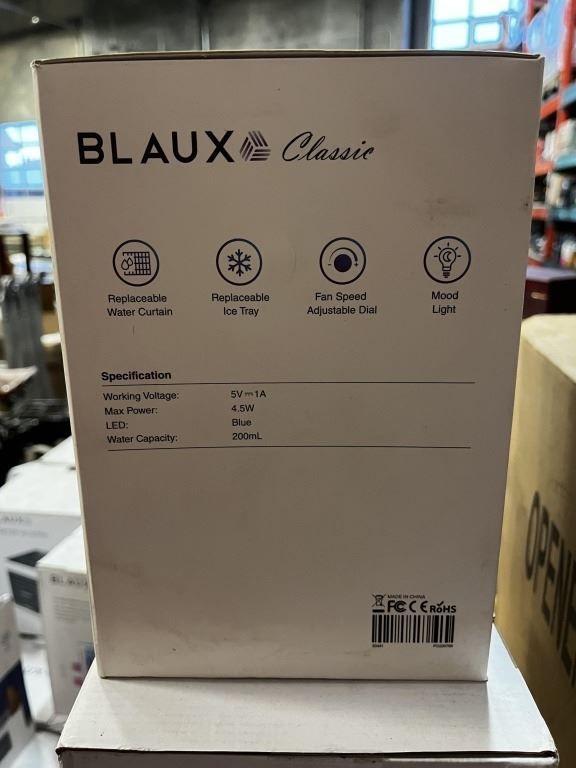 BLAUX Classic
Replaceable
Water Curtain
Replaceable
Ice Tray
Fan Speed
Adjustable Dial
Mood
Light
Specification
Working Voltage: 5V⎓1A
Max Power: 4.5W
LED: Blue
Water Capacity: 200mL
MADE IN CHINA
FC CE RoHS
BLAUX
OPENE